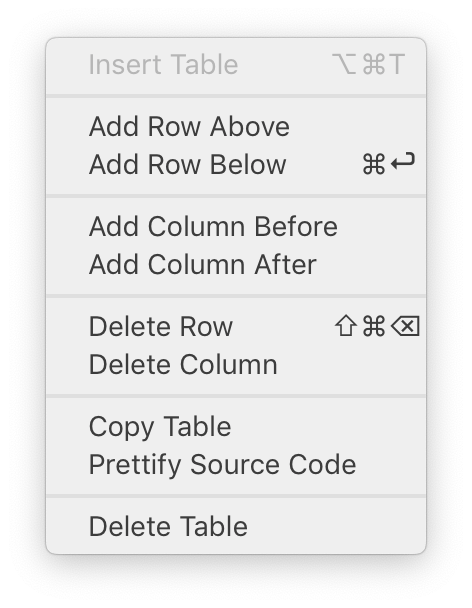 Insert Table ⌥⌘T
Add Row Above
Add Row Below ⌘↩
Add Column Before
Add Column After
Delete Row ⇧⌘⌫
Delete Column
Copy Table
Prettify Source Code
Delete Table